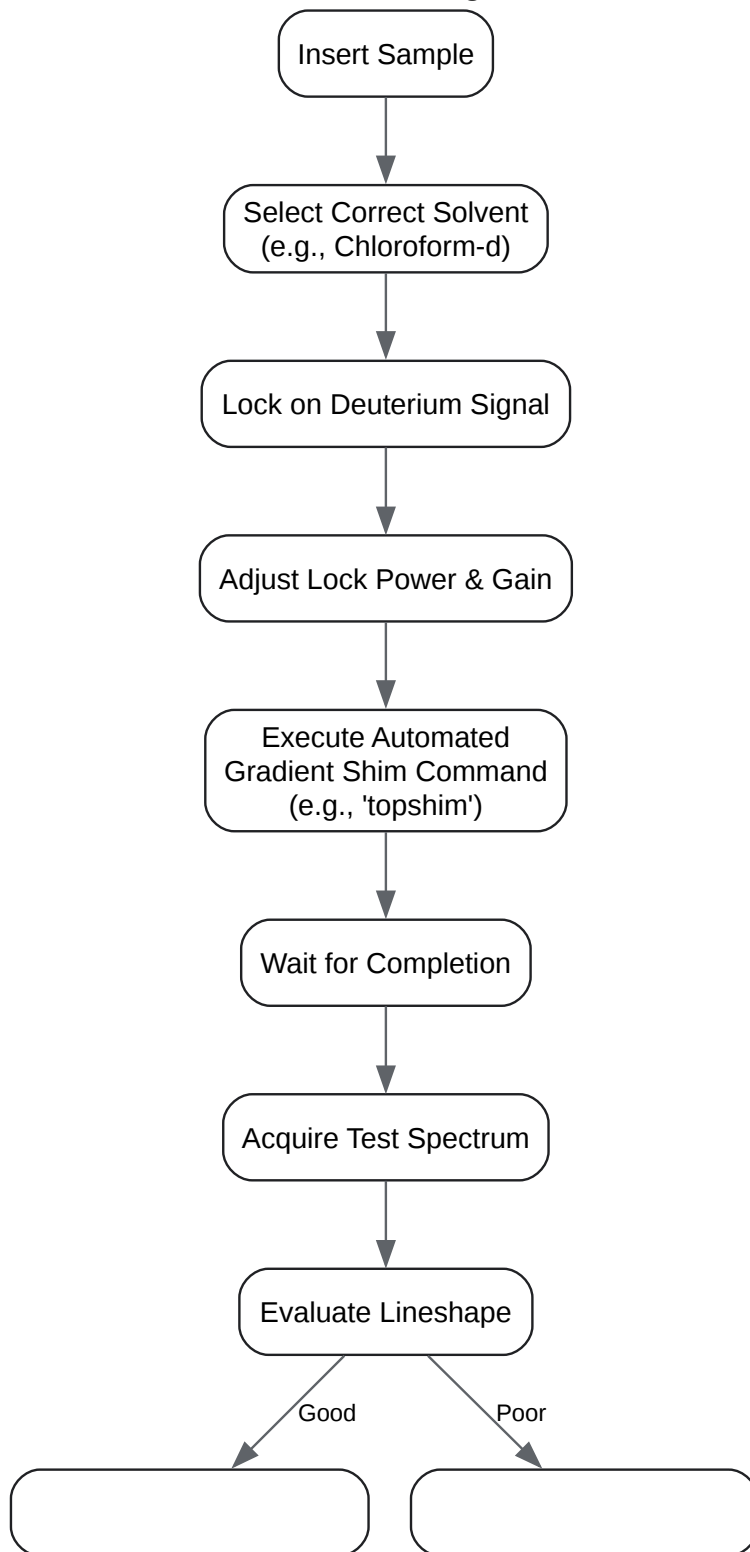 Insert Sample
Select Correct Solvent
(e.g., Chloroform-d)
Lock on Deuterium Signal
Adjust Lock Power & Gain
Execute Automated
Gradient Shim Command
(e.g., 'topshim')
Wait for Completion
Acquire Test Spectrum
Evaluate Lineshape
Good
Poor